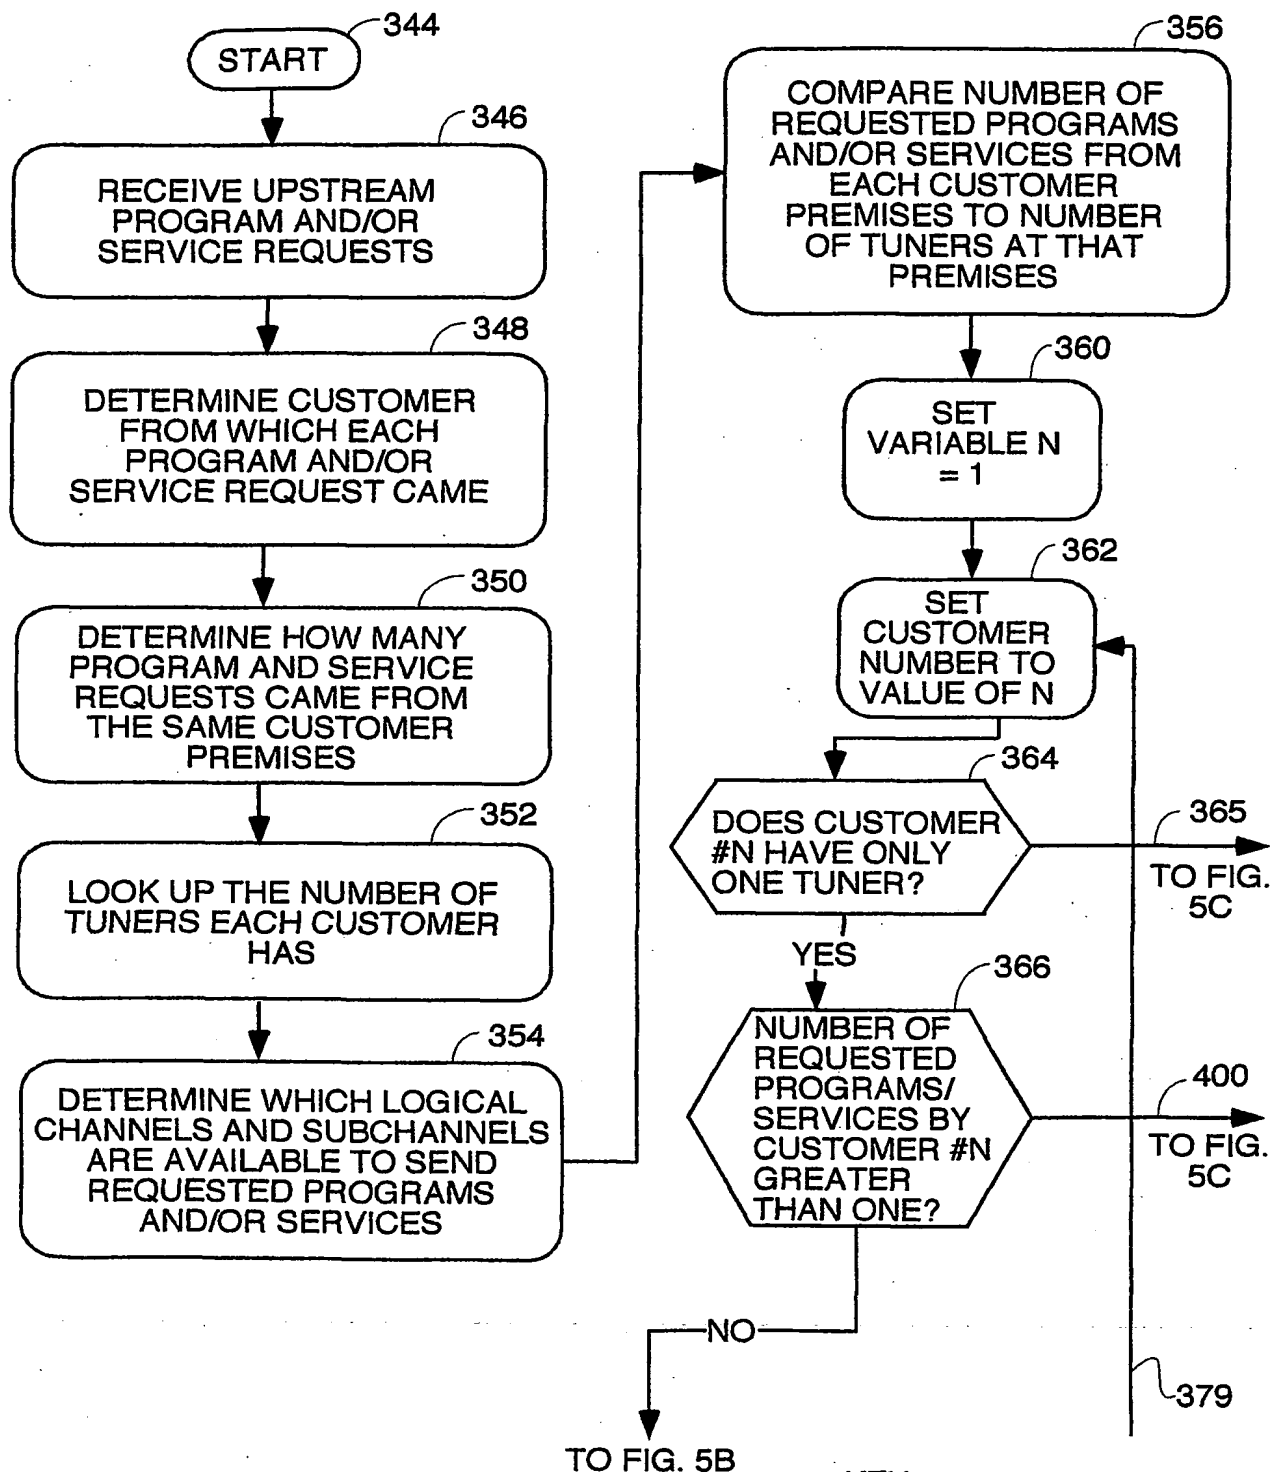 344
START
346
RECEIVE UPSTREAM
PROGRAM AND/OR
SERVICE REQUESTS
348
DETERMINE CUSTOMER
FROM WHICH EACH
PROGRAM AND/OR
SERVICE REQUEST CAME
350
DETERMINE HOW MANY
PROGRAM AND SERVICE
REQUESTS CAME FROM
THE SAME CUSTOMER
PREMISES
352
LOOK UP THE NUMBER OF
TUNERS EACH CUSTOMER
HAS
354
DETERMINE WHICH LOGICAL
CHANNELS AND SUBCHANNELS
ARE AVAILABLE TO SEND
REQUESTED PROGRAMS
AND/OR SERVICES
356
COMPARE NUMBER OF
REQUESTED PROGRAMS
AND/OR SERVICES FROM
EACH CUSTOMER
PREMISES TO NUMBER
OF TUNERS AT THAT
PREMISES
360
SET
VARIABLE N
= 1
362
SET
CUSTOMER
NUMBER TO
VALUE OF N
364
DOES CUSTOMER
#N HAVE ONLY
ONE TUNER?
365
TO FIG.
5C
YES
366
NUMBER OF
REQUESTED
PROGRAMS/
SERVICES BY
CUSTOMER #N
GREATER
THAN ONE?
400
TO FIG.
5C
NO
379
TO FIG. 5B